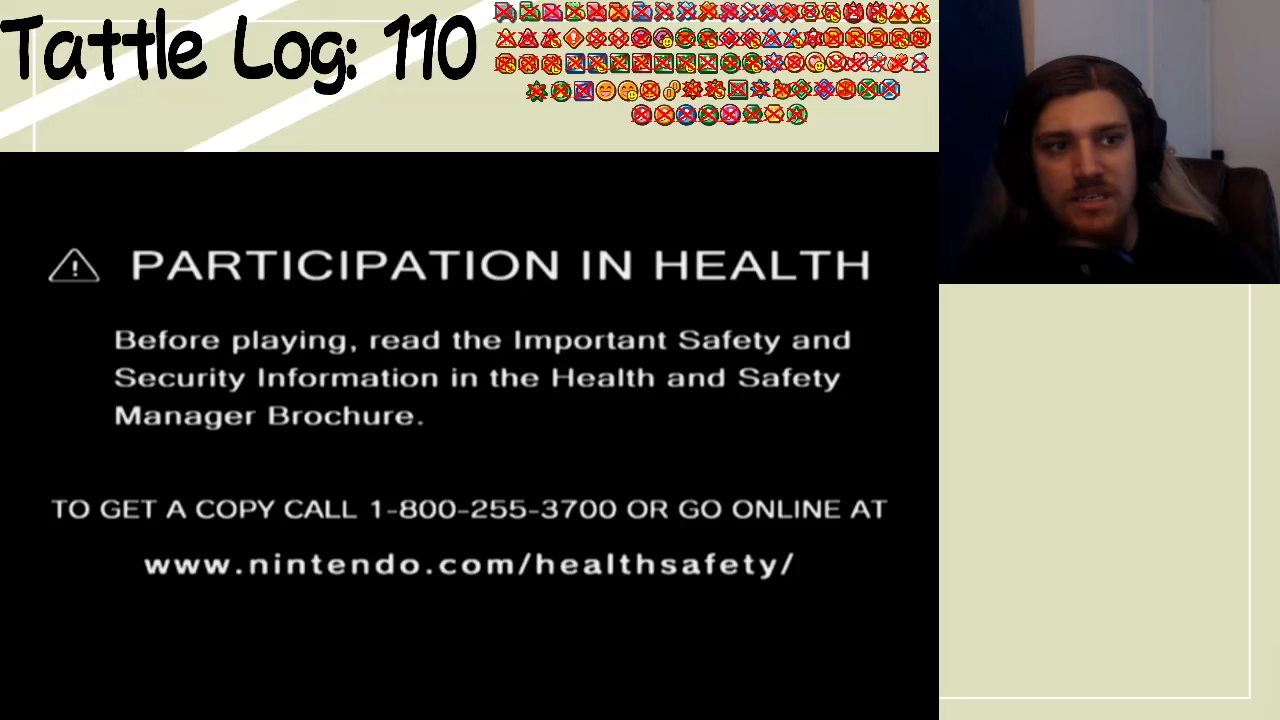 Tattle Log: 110
PARTICIPATION IN HEALTH
Before playing, read the Important Safety and
Security Information in the Health and Safety
Manager Brochure.
TO GET A COPY CALL 1-800-255-3700 OR GO ONLINE AT
www.nintendo.com/healthsafety/